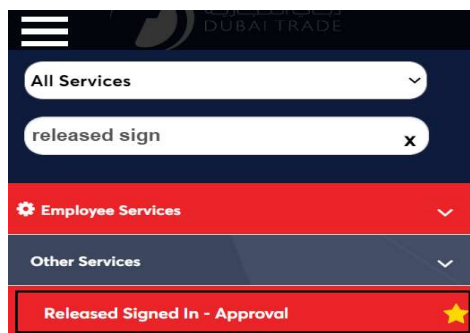 DUBAI TRADE
All Services
released sign
x
Employee Services
Other Services
Released Signed In - Approval